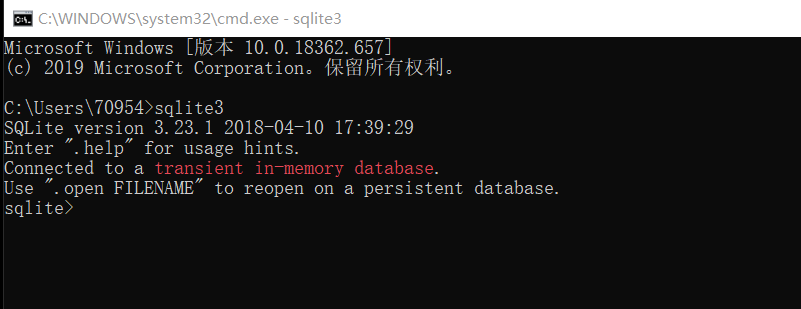 C:\WINDOWS\system32\cmd.exe - sqlite3
Microsoft Windows [版本 10.0.18362.657]
(c) 2019 Microsoft Corporation。保留所有权利。
C:\Users\70954>sqlite3
SQLite version 3.23.1 2018-04-10 17:39:29
Enter ".help" for usage hints.
Connected to a transient in-memory database.
Use ".open FILENAME" to reopen on a persistent database.
sqlite>